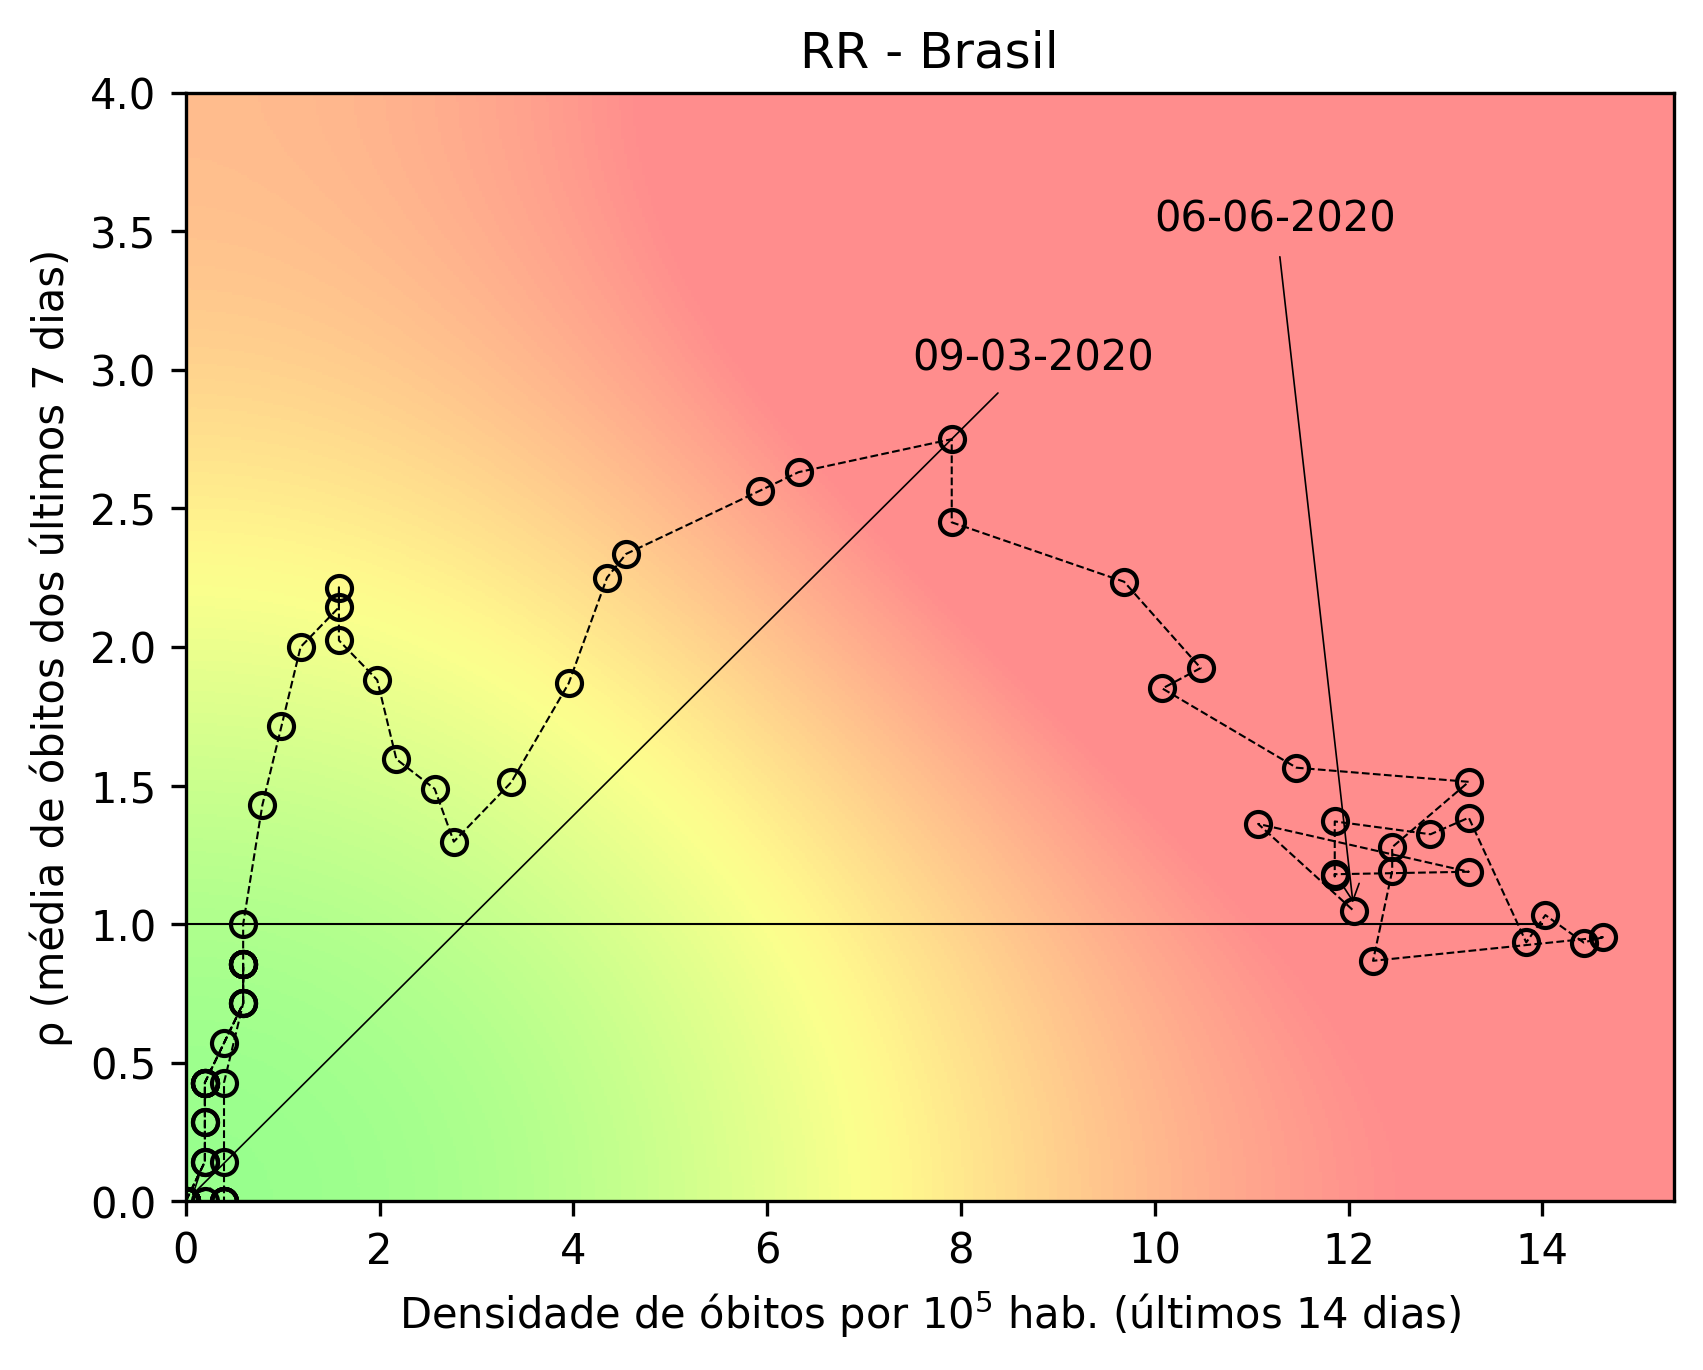 RR - Brasil
4.0
3.5
3.0
2.5
2.0
1.5
1.0
0.5
0.0
ρ (média de óbitos dos últimos 7 dias)
06-06-2020
09-03-2020
0 2 4 6 8 10 12 14
Densidade de óbitos por 10⁵ hab. (últimos 14 dias)